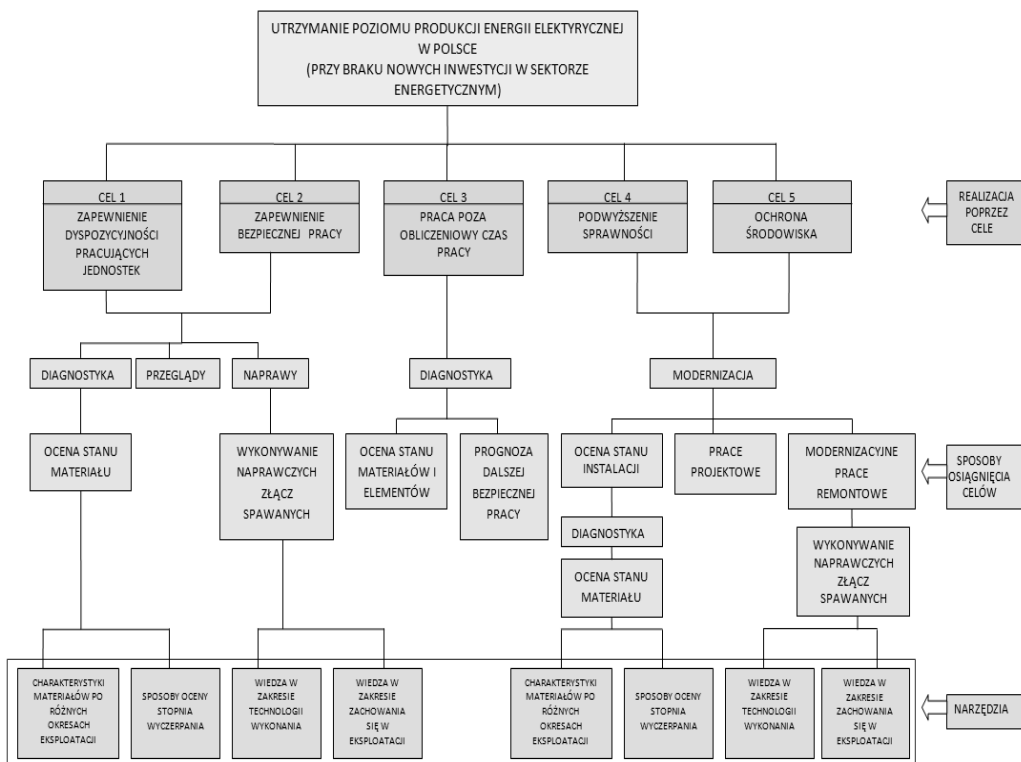 UTRZYMANIE POZIOMU PRODUKCJI ENERGII ELEKTYRYCZNEJ
W POLSCE
(PRZY BRAKU NOWYCH INWESTYCJI W SEKTORZE
ENERGETYCZNYM)
CEL 1
ZAPEWNIENIE
DYSPOZYCYJNOŚCI
PRACUJĄCYCH
JEDNOSTEK
CEL 2
ZAPEWNIENIE
BEZPIECZNEJ PRACY
CEL 3
PRACA POZA
OBLICZENIOWY CZAS
PRACY
CEL 4
PODWYŻSZENIE
SPRAWNOŚCI
CEL 5
OCHRONA
ŚRODOWISKA
REALIZACJA
POPRZEZ
CELE
DIAGNOSTYKA
PRZEGLĄDY
NAPRAWY
DIAGNOSTYKA
MODERNIZACJA
OCENA STANU
MATERIAŁU
WYKONYWANIE
NAPRAWCZYCH
ZŁĄCZ
SPAWANYCH
OCENA STANU
MATERIAŁÓW I
ELEMENTÓW
PROGNOZA
DALSZEJ
BEZPIECZNEJ
PRACY
OCENA STANU
INSTALACJI
PRACE
PROJEKTOWE
MODERNIZACYJNE
PRACE
REMONTOWE
SPOSOBY
OSIĄGNIĘCIA
CELÓW
DIAGNOSTYKA
OCENA STANU
MATERIAŁU
WYKONYWANIE
NAPRAWCZYCH
ZŁĄCZ
SPAWANYCH
CHARAKTERYSTYKI
MATERIAŁÓW PO
RÓŻNYCH
OKRESACH
EKSPLOATACJI
SPOSOBY OCENY
STOPNIA
WYCZERPANIA
WIEDZA W
ZAKRESIE
TECHNOLOGII
WYKONANIA
WIEDZA W
ZAKRESIE
ZACHOWANIA
SIĘ W
EKSPLOATACJI
CHARAKTERYSTYKI
MATERIAŁÓW PO
RÓŻNYCH
OKRESACH
EKSPLOATACJI
SPOSOBY OCENY
STOPNIA
WYCZERPANIA
WIEDZA W
ZAKRESIE
TECHNOLOGII
WYKONANIA
WIEDZA W
ZAKRESIE
ZACHOWANIA
SIĘ W
EKSPLOATACJI
NARZĘDZIA